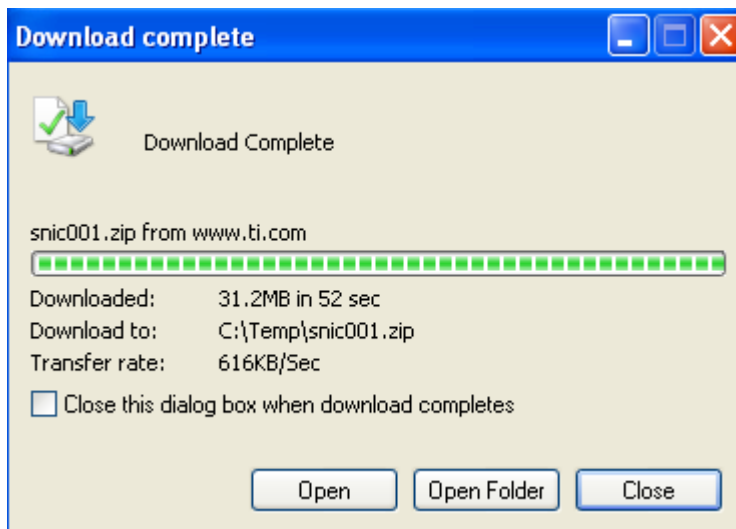 Download complete
Download Complete
snic001.zip from www.ti.com
Downloaded: 31.2MB in 52 sec
Download to: C:\Temp\snic001.zip
Transfer rate: 616KB/Sec
Close this dialog box when download completes
Open Open Folder Close